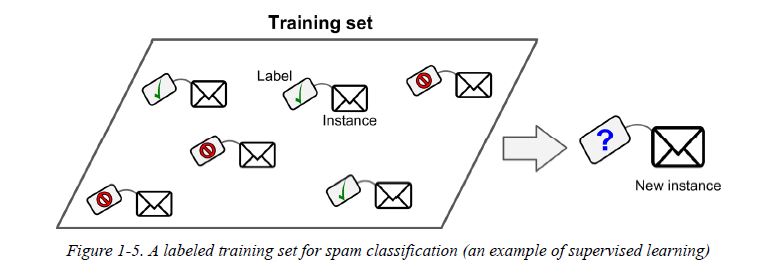 Training set
Label
Instance
?
New instance
Figure 1-5. A labeled training set for spam classification (an example of supervised learning)